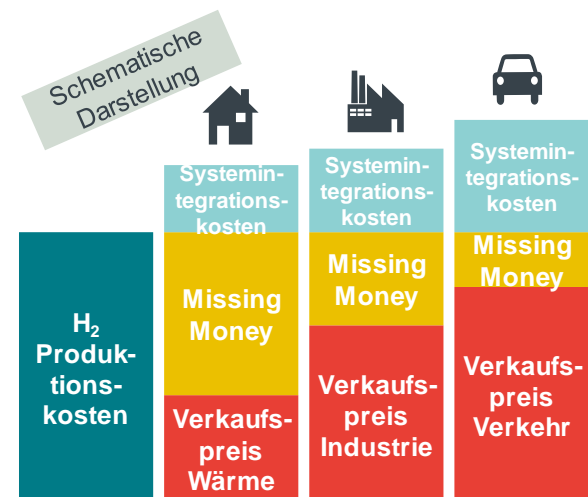 Schematische
Darstellung
H₂
Produk-
tions-
kosten
Systemin-
tegrations-
kosten
Missing
Money
Verkaufs-
preis
Wärme
Systemin-
tegrations-
kosten
Missing
Money
Verkaufs-
preis
Industrie
Systemin-
tegrations-
kosten
Missing
Money
Verkaufs-
preis
Verkehr